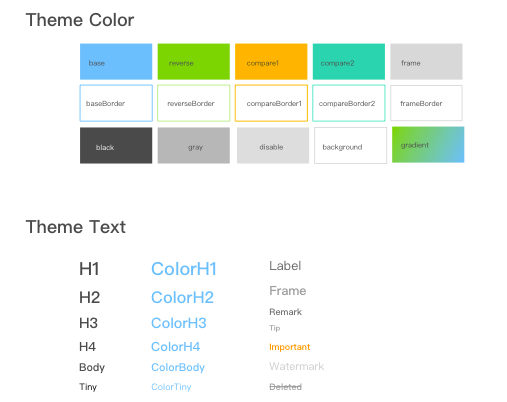 Theme Color
base reverse compare1 compare2 frame
baseBorder reverseBorder compareBorder1 compareBorder2 frameBorder
black gray disable background gradient
Theme Text
H1 ColorH1 Label
H2 ColorH2 Frame
H3 ColorH3 Remark
Tip
H4 ColorH4 Important
Body ColorBody Watermark
Tiny ColorTiny Deleted